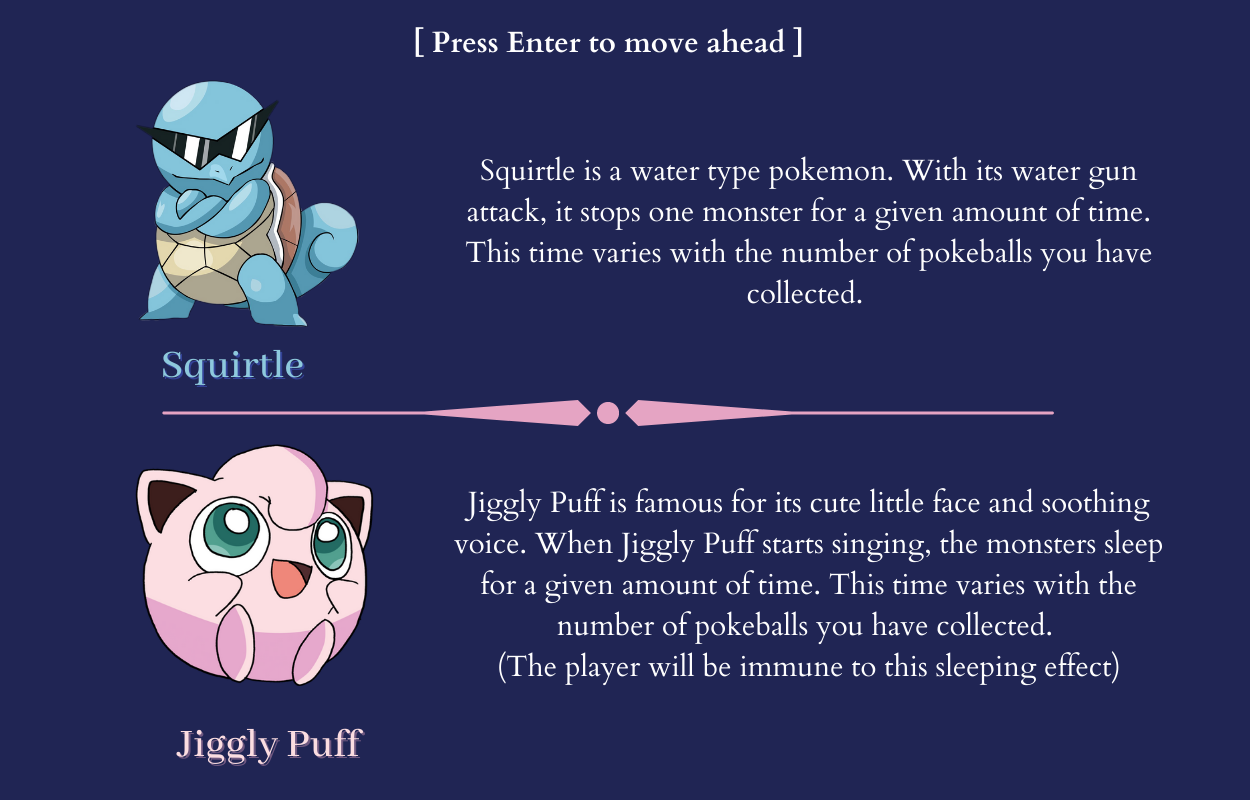 [ Press Enter to move ahead ]
Squirtle is a water type pokemon. With its water gun
attack, it stops one monster for a given amount of time.
This time varies with the number of pokeballs you have
collected.
Squirtle
Jiggly Puff is famous for its cute little face and soothing
voice. When Jiggly Puff starts singing, the monsters sleep
for a given amount of time. This time varies with the
number of pokeballs you have collected.
(The player will be immune to this sleeping effect)
Jiggly Puff